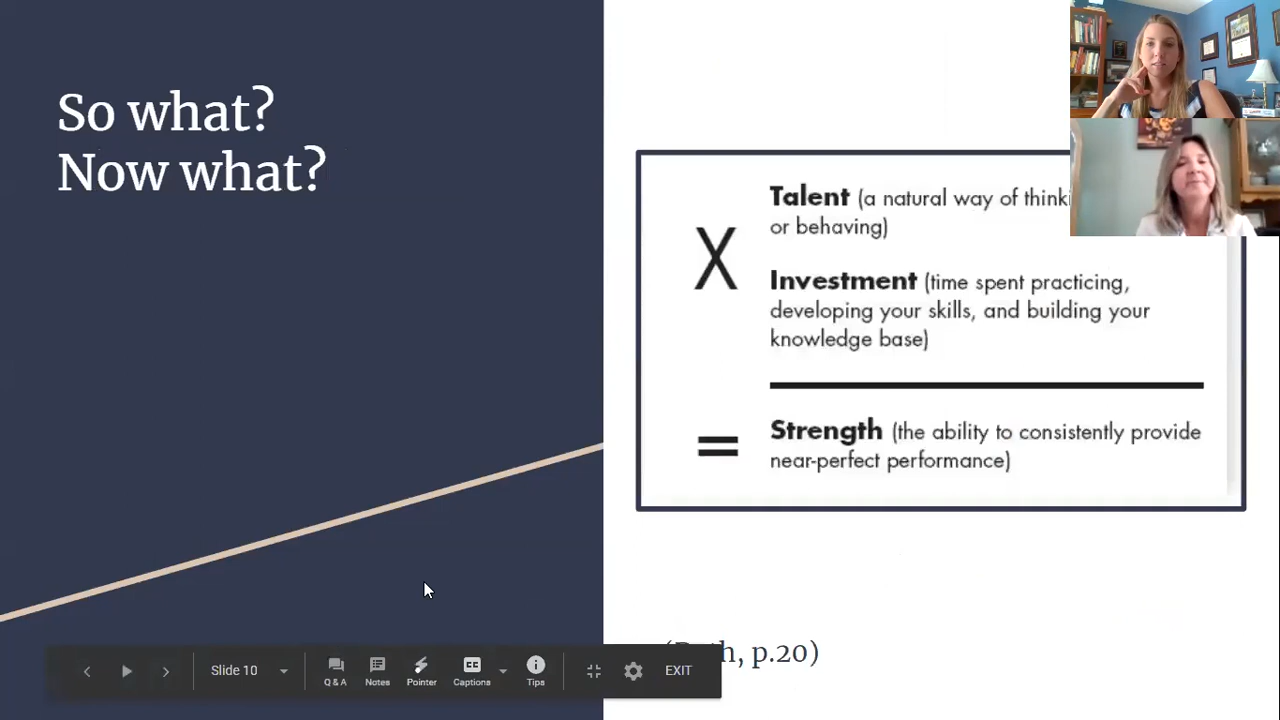 So what?
Now what?
Talent (a natural way of
or behaving)
X
Investment (time spent practicing,
developing your skills, and building your
knowledge base)
= Strength (the ability to consistently provide
near-perfect performance)
p.20)
Slide 10
Q & A
Notes
Pointer
CC
Captions
Tips
EXIT